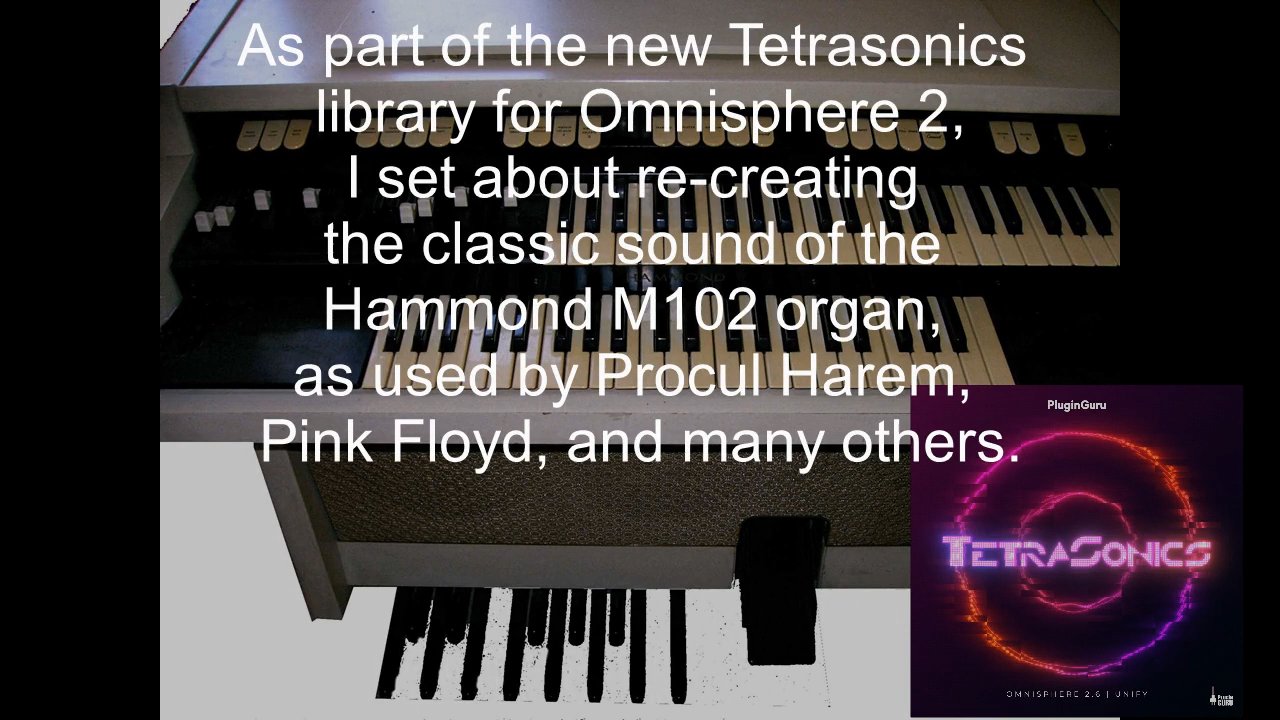 As part of the new Tetrasonics
library for Omnisphere 2,
I set about re-creating
the classic sound of the
HAMMOND
Hammond M102 organ,
as used by Procul Harem,
Pink Floyd, and many others.
PluginGuru
TETRASONICS
OMNISPHERE 2.6 | UNIFY